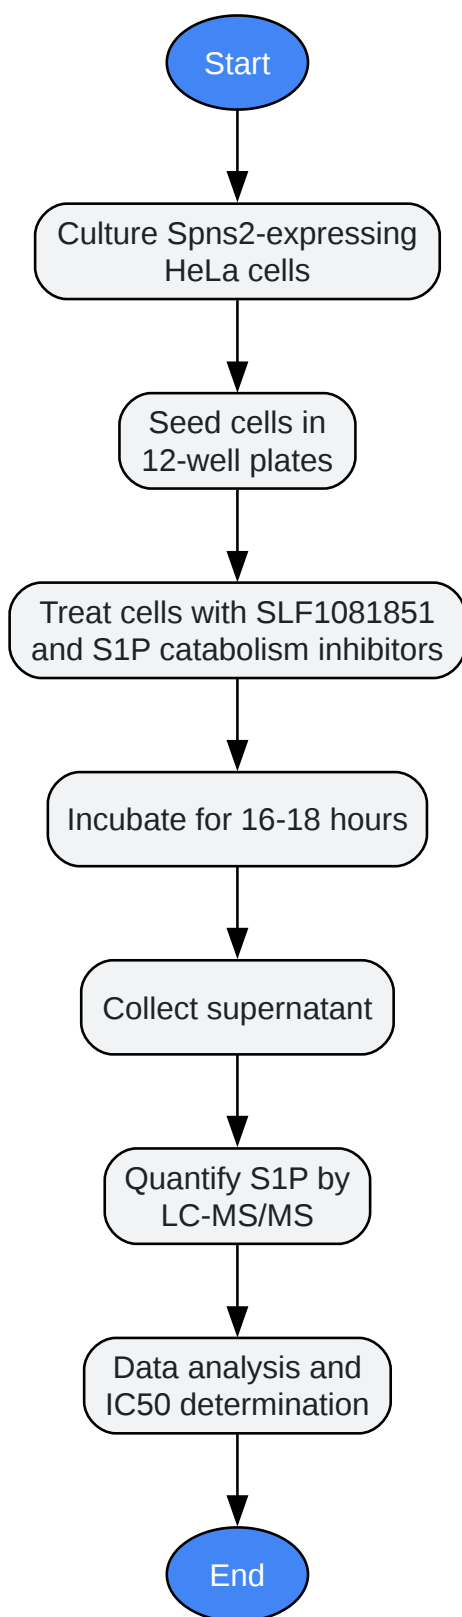 Start
Culture Spns2-expressing
HeLa cells
Seed cells in
12-well plates
Treat cells with SLF1081851
and S1P catabolism inhibitors
Incubate for 16-18 hours
Collect supernatant
Quantify S1P by
LC-MS/MS
Data analysis and
IC50 determination
End